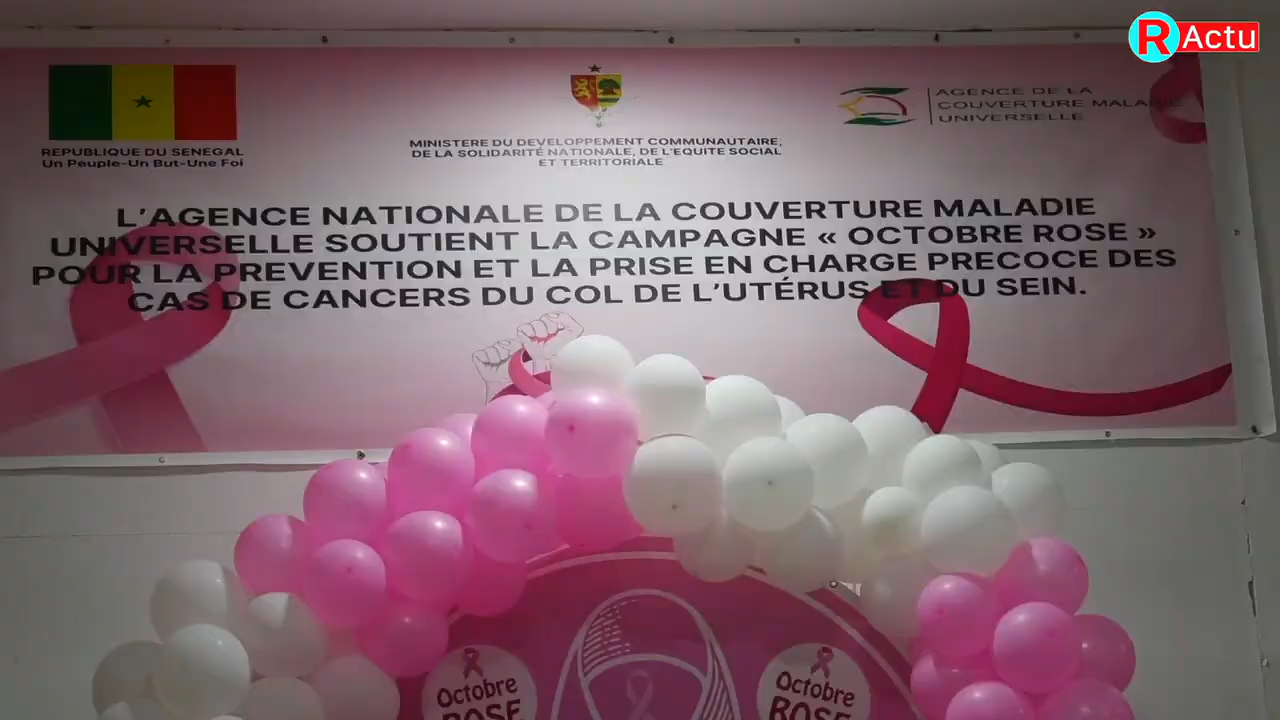 R Actu
REPUBLIQUE DU SENEGAL
Un Peuple-Un But-Une Foi
MINISTERE DU DEVELOPPEMENT COMMUNAUTAIRE,
DE LA SOLIDARITÉ NATIONALE, DE L'EQUITE SOCIAL
ET TERRITORIALE
AGENCE DE LA
COUVERTURE MALADIE
UNIVERSELLE
L'AGENCE NATIONALE DE LA COUVERTURE MALADIE
UNIVERSELLE SOUTIENT LA CAMPAGNE « OCTOBRE ROSE »
POUR LA PREVENTION ET LA PRISE EN CHARGE PRECOCE DES
CAS DE CANCERS DU COL DE L'UTÉRUS ET DU SEIN.
Octobre
ROSE
Octobre
ROSE